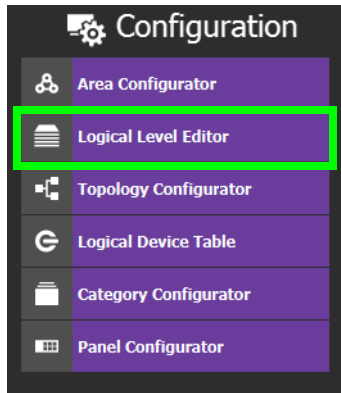 Configuration
Area Configurator
Logical Level Editor
Topology Configurator
Logical Device Table
Category Configurator
Panel Configurator